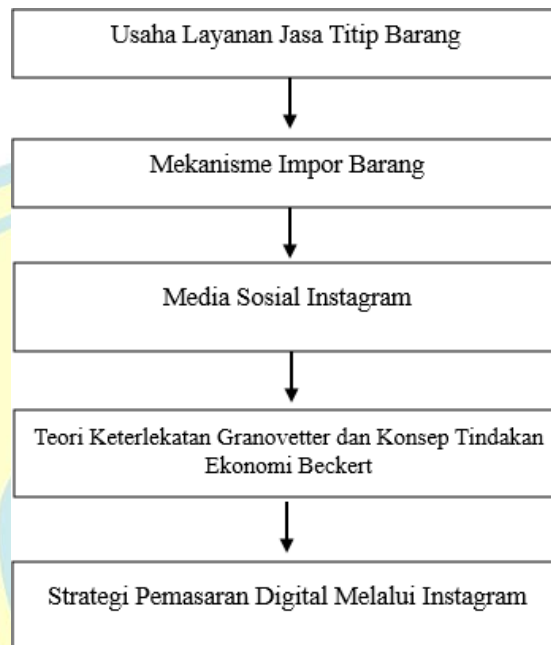 Usaha Layanan Jasa Titip Barang
Mekanisme Impor Barang
Media Sosial Instagram
Teori Keterlekatan Granovetter dan Konsep Tindakan
Ekonomi Beckert
Strategi Pemasaran Digital Melalui Instagram